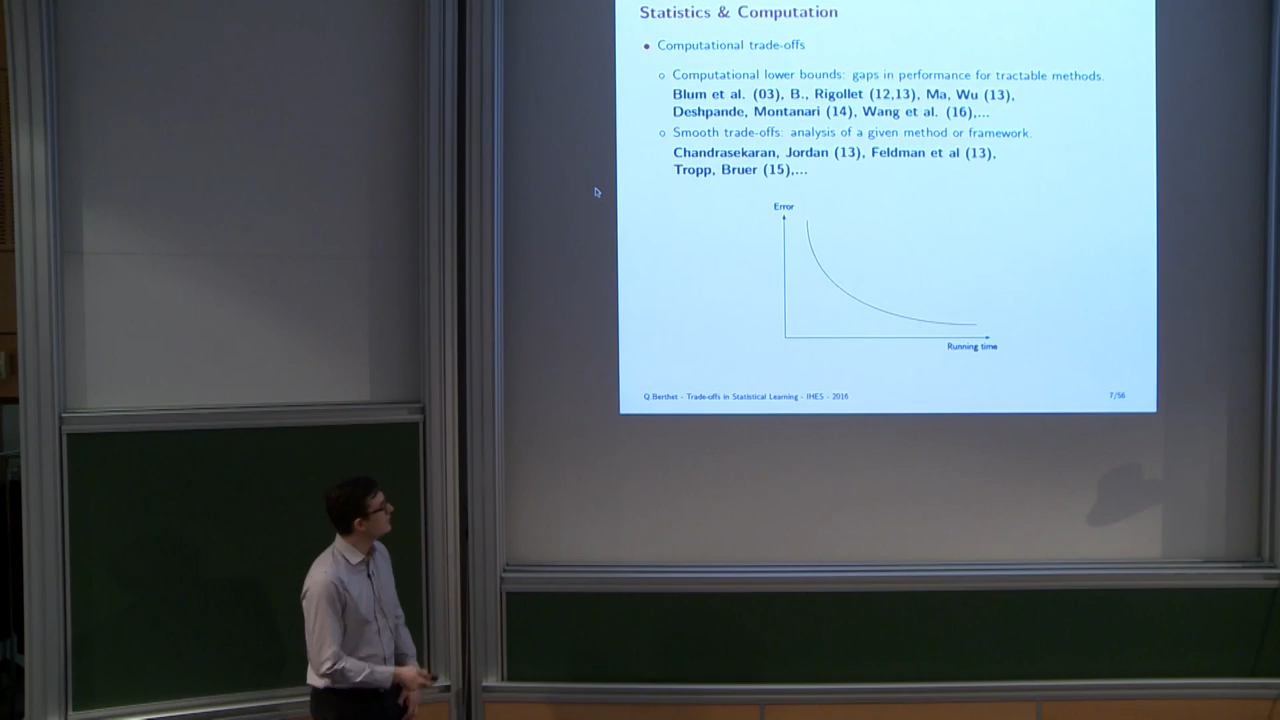 Statistics & Computation
• Computational trade-offs
○ Computational lower bounds: gaps in performance for tractable methods.
Blum et al. (03), B., Rigollet (12,13), Ma, Wu (13),
Deshpande, Montanari (14), Wang et al. (16),...
○ Smooth trade-offs: analysis of a given method or framework.
Chandrasekaran, Jordan (13), Feldman et al (13),
Tropp, Bruer (15),...
Error
Running time
Q.Berthet - Trade-offs in Statistical Learning - IHES - 2016
7/56